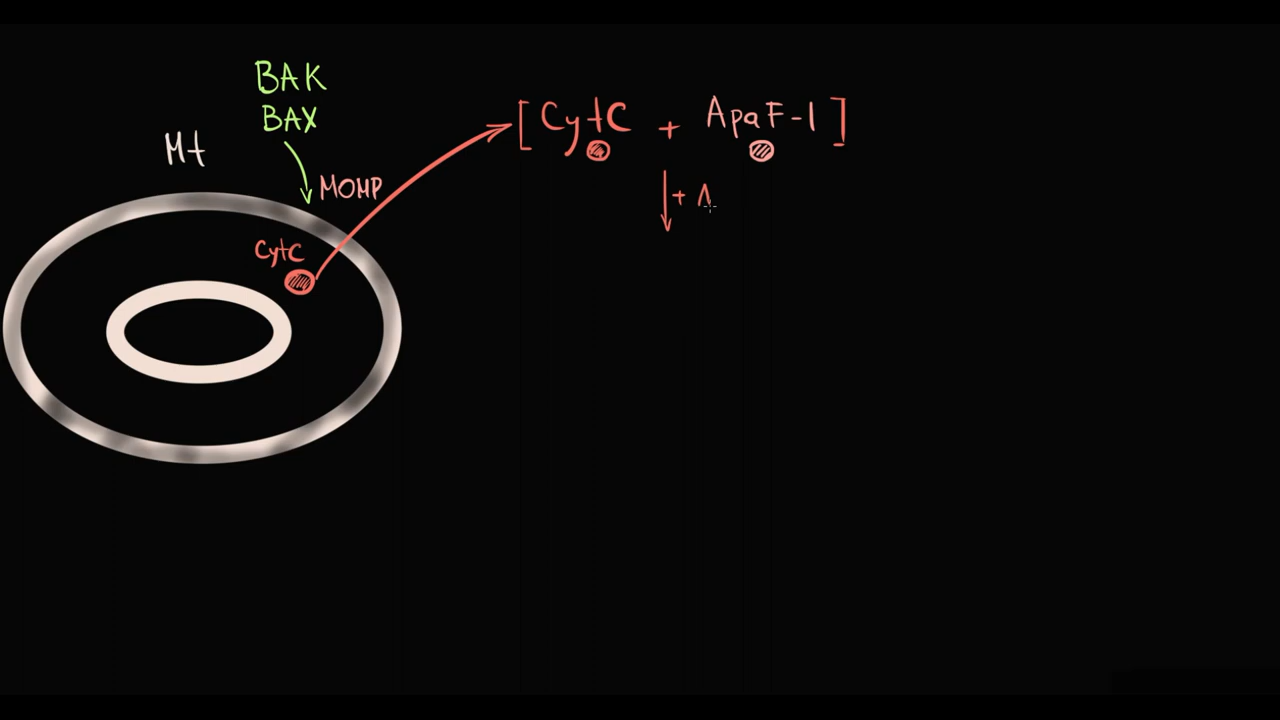 BAK
BAX
Mt
MOMP
CytC
[CytC + ApaF-1]
+